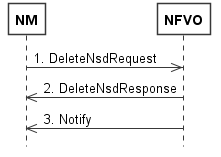 NM NFVO
1. DeleteNsdRequest
2. DeleteNsdResponse
3. Notify